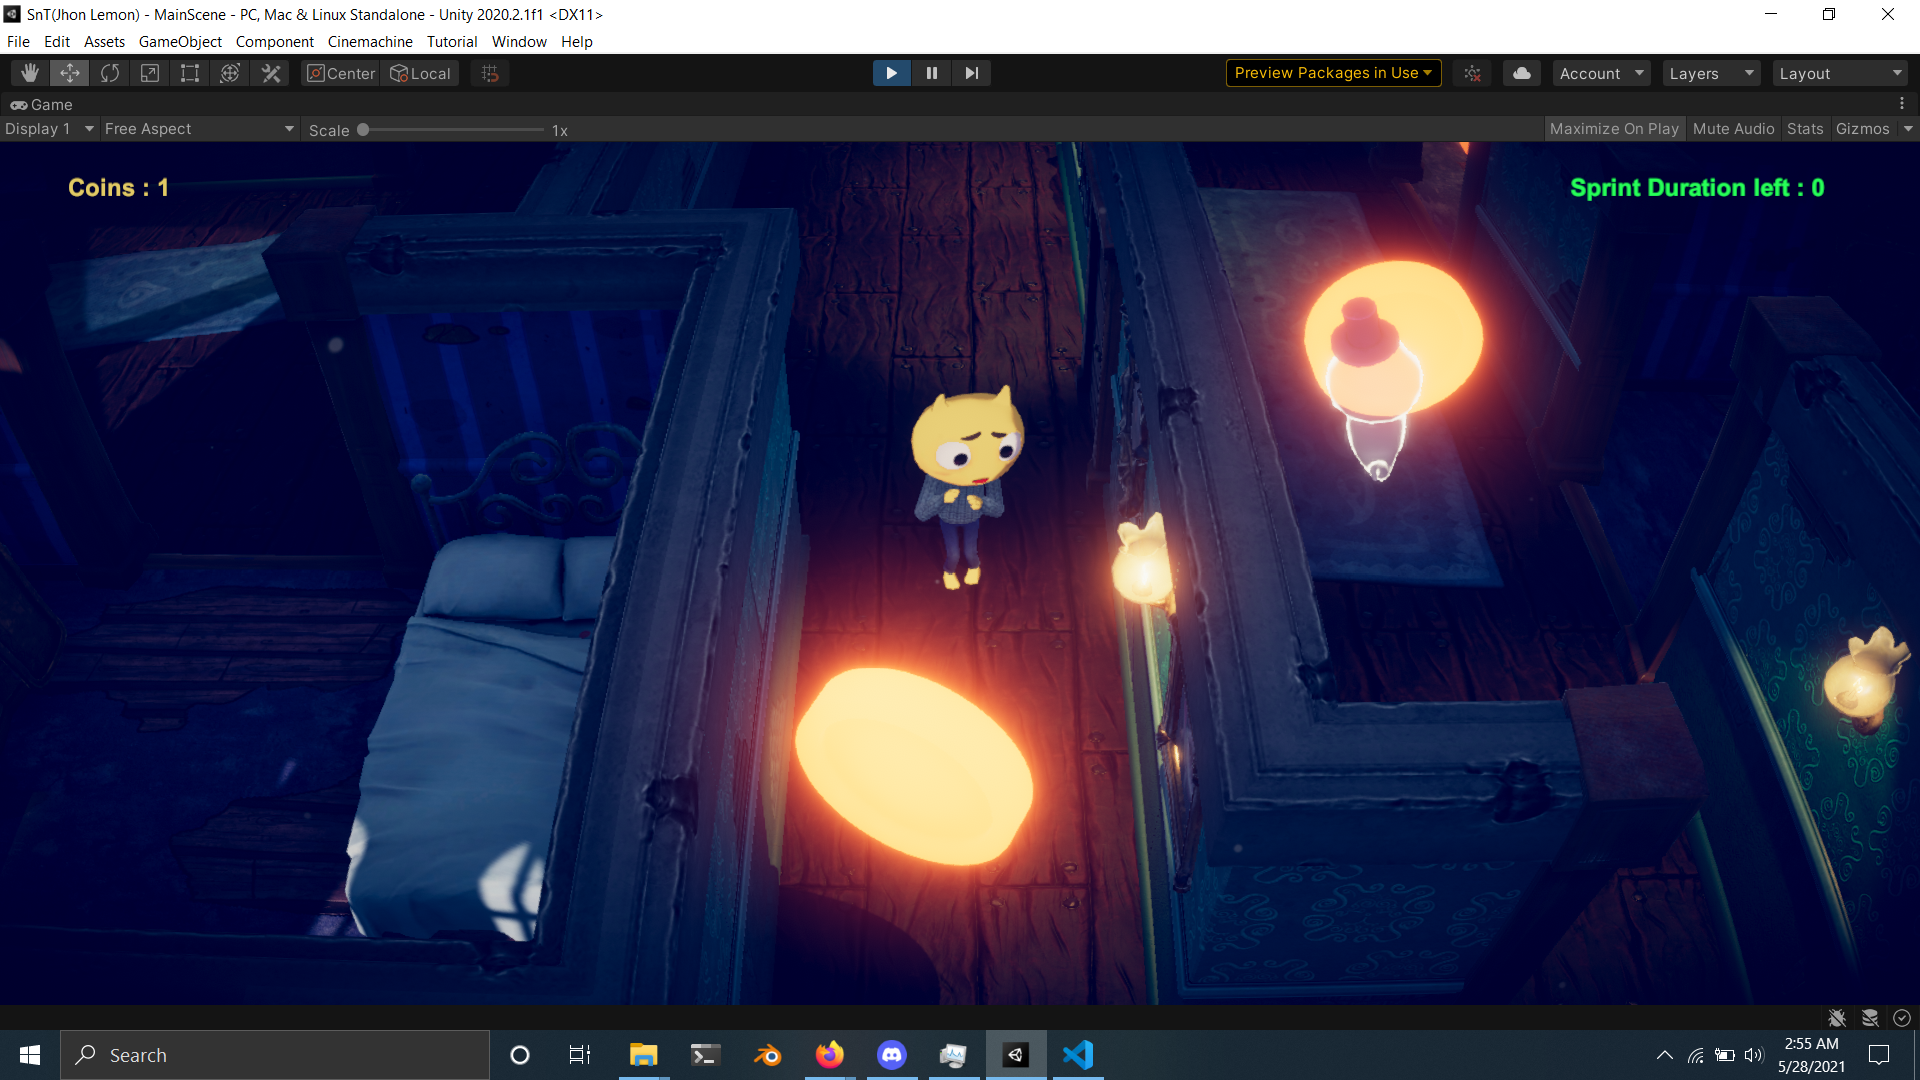 SnT(Jhon Lemon) - MainScene - PC, Mac & Linux Standalone - Unity 2020.2.1f1 <DX11>
File Edit Assets GameObject Component Cinemachine Tutorial Window Help
Center Local Preview Packages in Use Account Layers Layout
Game
Display 1 Free Aspect Scale 1x Maximize On Play Mute Audio Stats Gizmos
Coins : 1 Sprint Duration left : 0
Search
2:55 AM
5/28/2021